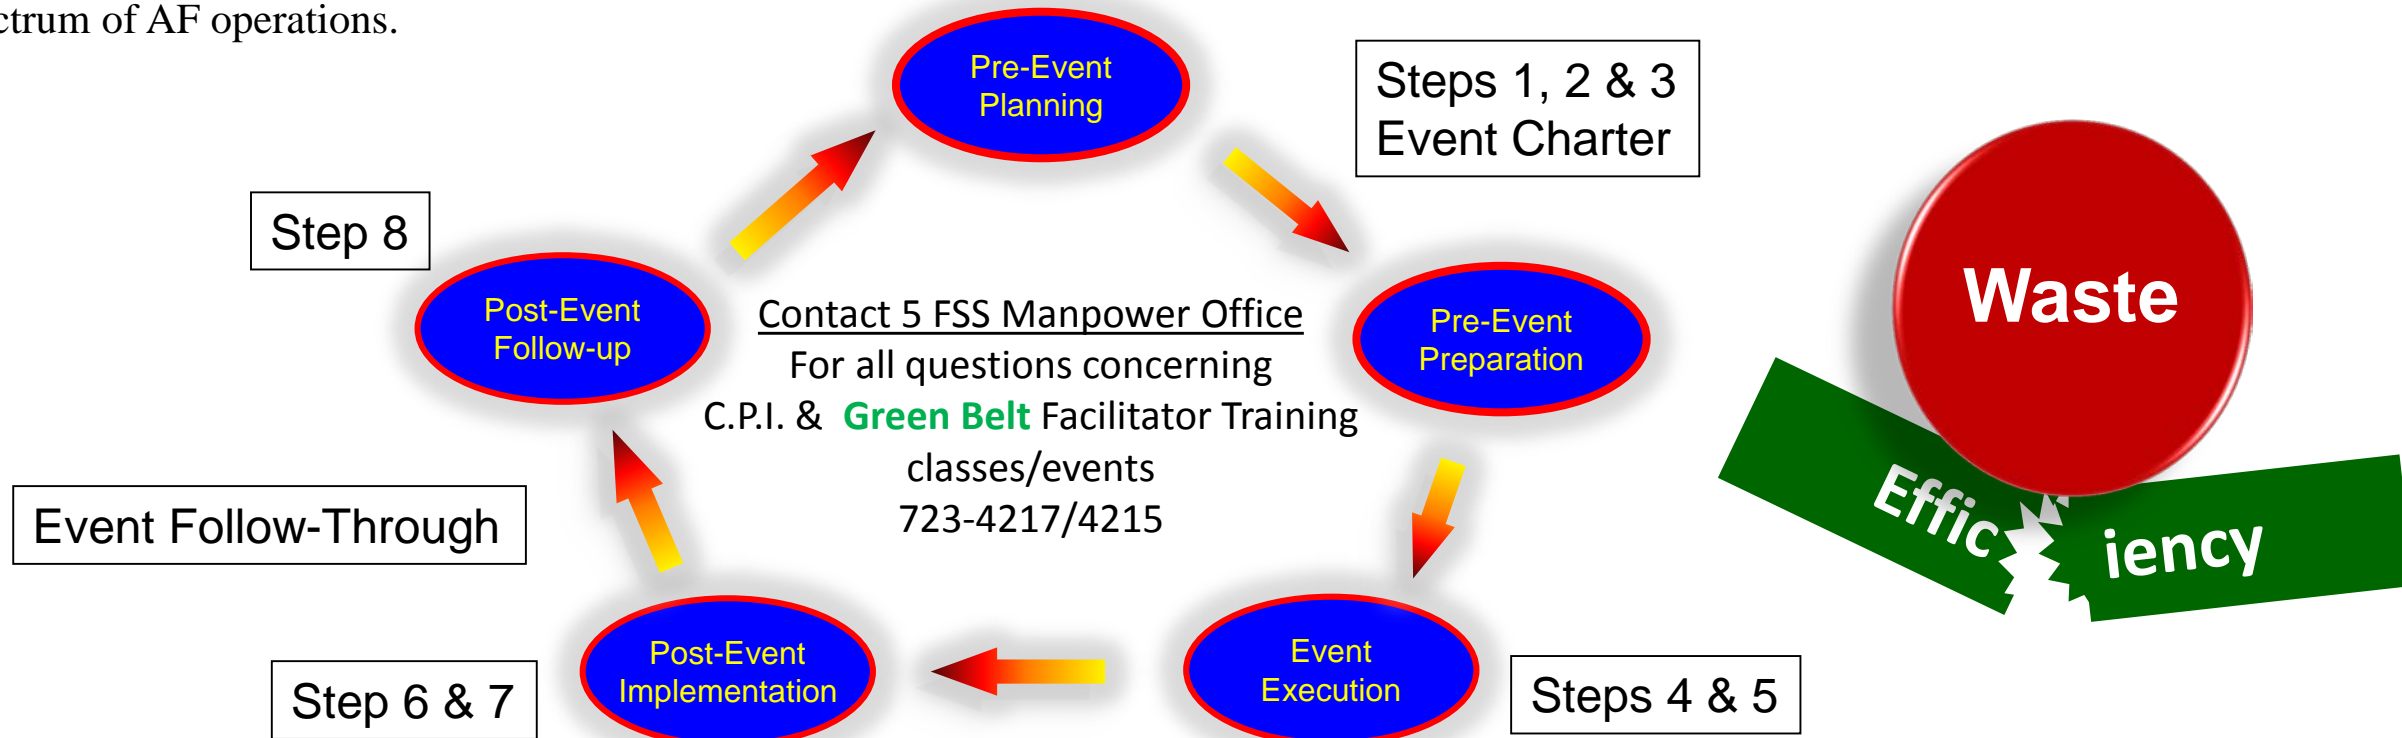 ctrum of AF operations.
Pre-Event
Planning
Steps 1, 2 & 3
Event Charter
Step 8
Post-Event
Follow-up
Contact 5 FSS Manpower Office
For all questions concerning
C.P.I. & Green Belt Facilitator Training
classes/events
723-4217/4215
Pre-Event
Preparation
Waste
Effic
iency
Event Follow-Through
Post-Event
Implementation
Step 6 & 7
Event
Execution
Steps 4 & 5